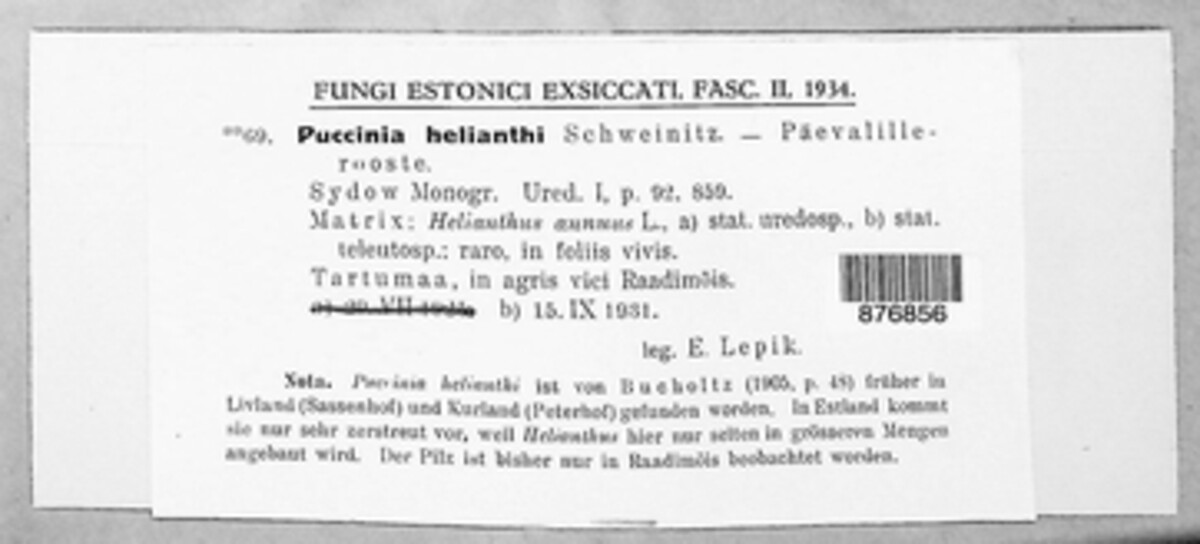 FUNGI ESTONICI EXSICCATI, FASC. II, 1934.
69. Puccinia helianthi Schweinitz. — Päevalille-
rooste.
Sydow Monogr. Ured. I, p. 92, 859.
Matrix: Helianthus annuus L., a) stat. uredosp., b) stat.
teleutosp.; raro, in foliis vivis.
Tartumaa, in agris vici Raadimõis.
b) 15. IX 1931.
876856
leg. E. Lepik.
Nota. Puccinia helianthi ist von Bucholtz (1905, p. 48) früher in
Livland (Sassenhof) und Kurland (Peterhof) gefunden worden. In Estland kommt
sie nur sehr zerstreut vor, weil Helianthus hier nur selten in grösseren Mengen
angebaut wird. Der Pilz ist bisher nur in Raadimõis beobachtet worden.